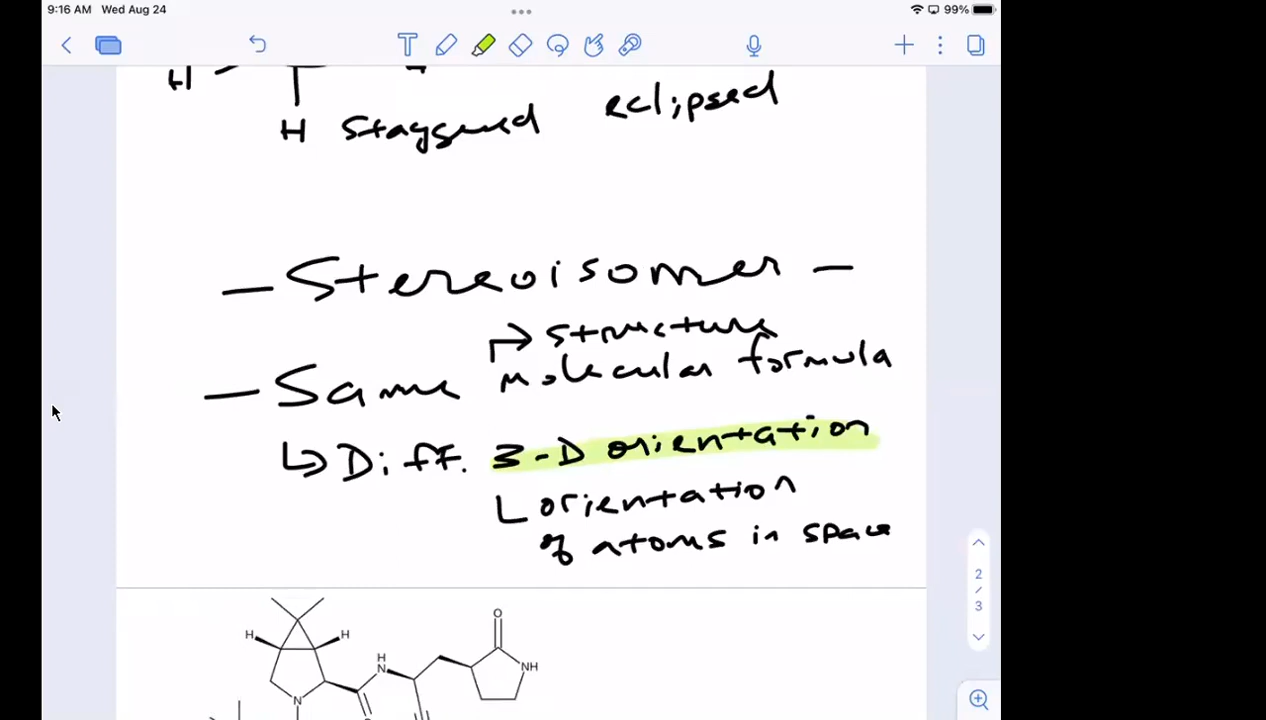 9:16 AM Wed Aug 24
99%
T
H
H staggered eclipsed
- Stereoisomer -
↱ structure
- Same molecular formula
↳ Diff. 3-D orientation
L orientation
of atoms in space
2
/
3
H H
O
H
N
NH
N